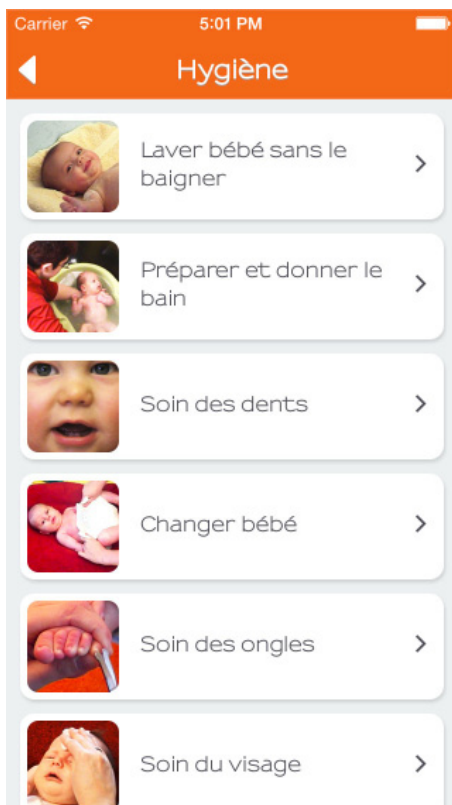 Carrier 5:01 PM
Hygiène
Laver bébé sans le
baigner
Préparer et donner le
bain
Soin des dents
Changer bébé
Soin des ongles
Soin du visage